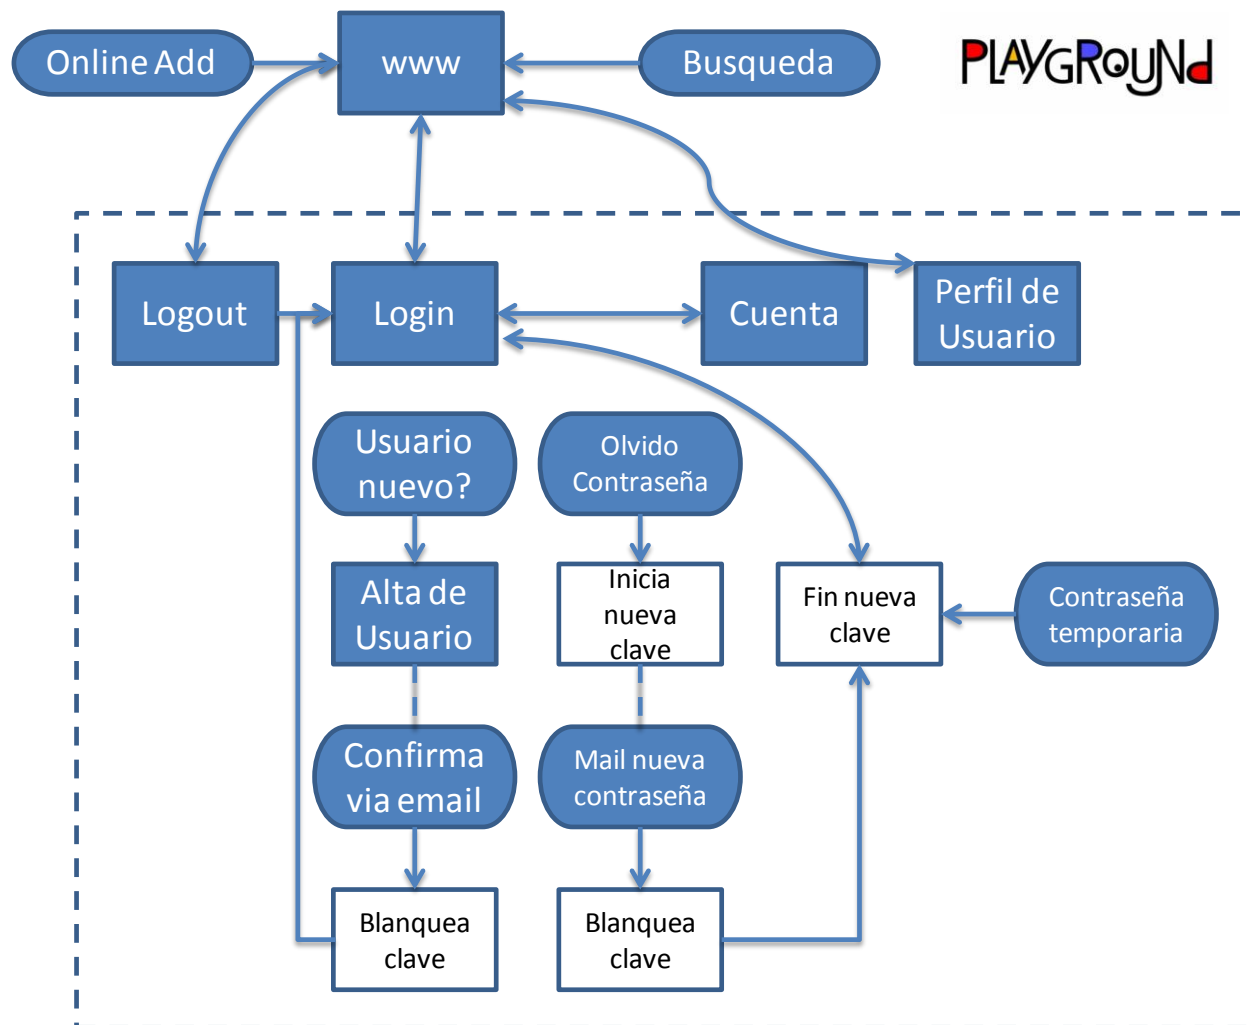 Online Add
www
Busqueda
PLAYGROUNd
Logout
Login
Cuenta
Perfil de
Usuario
Usuario
nuevo?
Olvido
Contraseña
Alta de
Usuario
Inicia
nueva
clave
Fin nueva
clave
Contraseña
temporaria
Confirma
via email
Mail nueva
contraseña
Blanquea
clave
Blanquea
clave